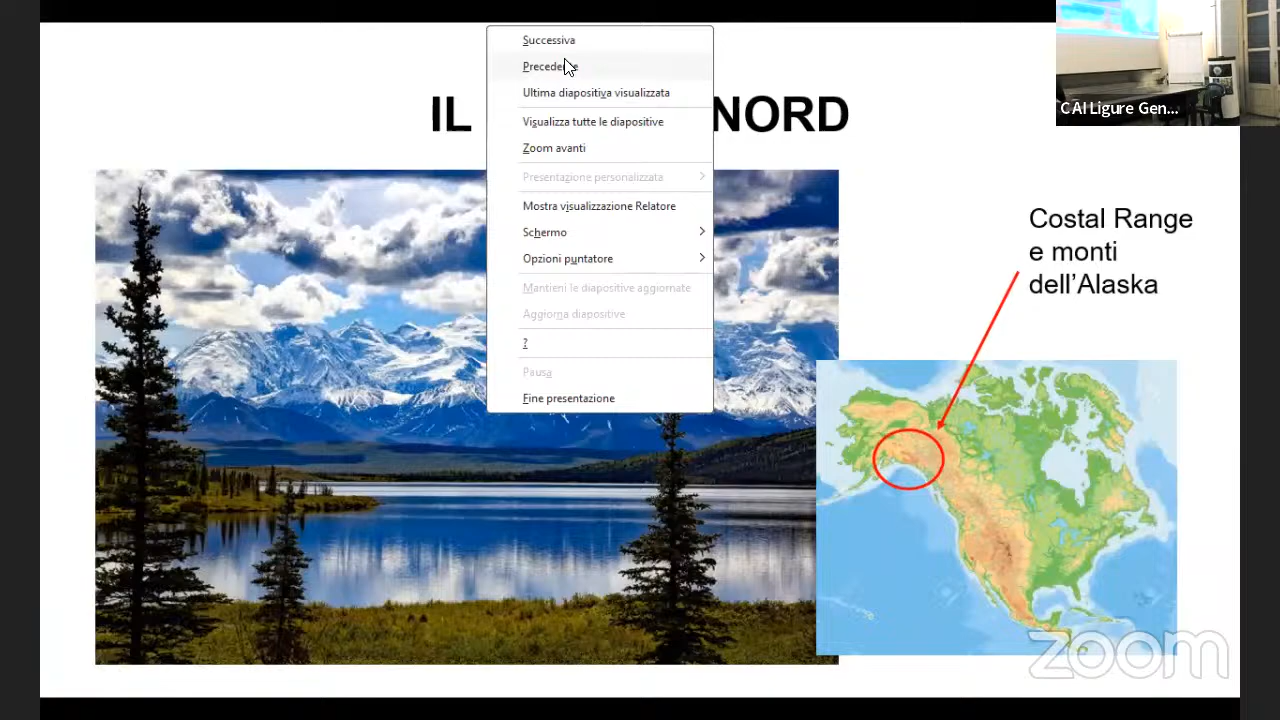 IL
NORD
Successiva
Precedente
Ultima diapositiva visualizzata
Visualizza tutte le diapositive
Zoom avanti
Presentazione personalizzata
Mostra visualizzazione Relatore
Schermo
Opzioni puntatore
Mantieni le diapositive aggiornate
Aggiorna diapositive
?
Pausa
Fine presentazione
CAI Ligure Gen...
Costal Range
e monti
dell'Alaska
zoom